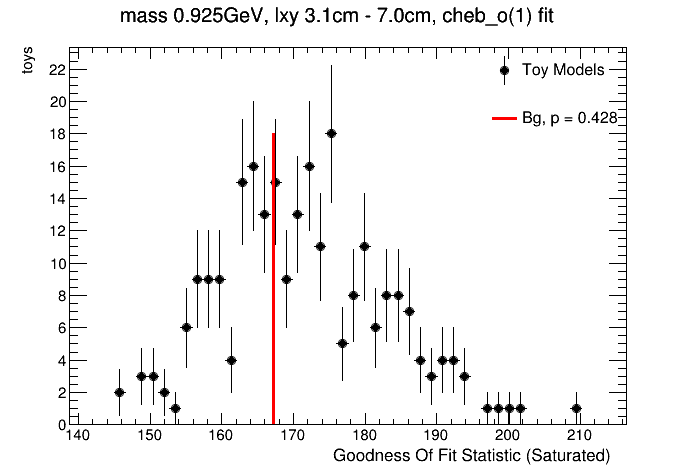 mass 0.925GeV, lxy 3.1cm - 7.0cm, cheb_o(1) fit
toys
22
20
18
16
14
12
10
8
6
4
2
0
Toy Models
Bg, p = 0.428
140 150 160 170 180 190 200 210
Goodness Of Fit Statistic (Saturated)